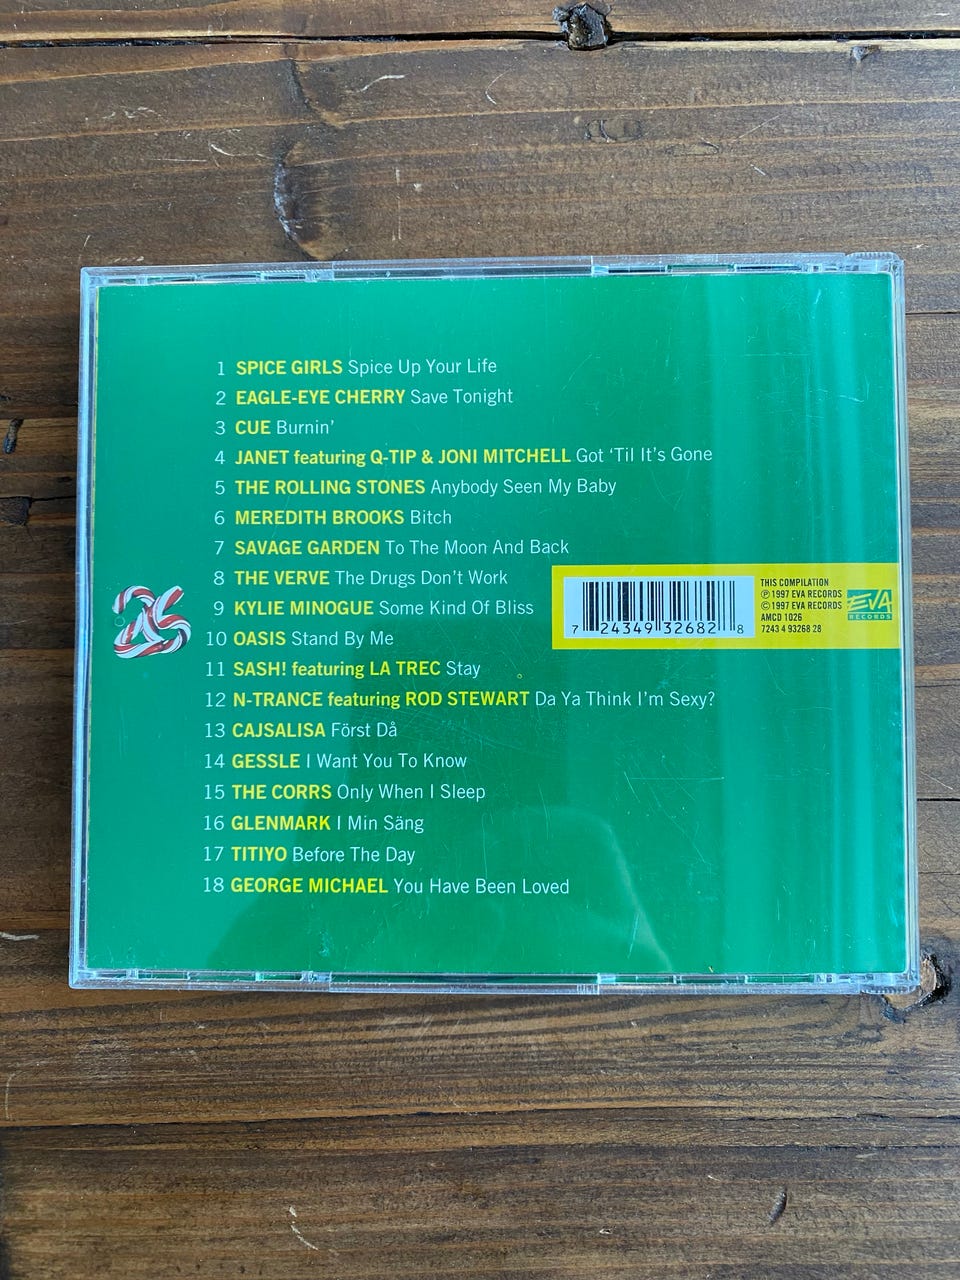 1 SPICE GIRLS Spice Up Your Life
2 EAGLE-EYE CHERRY Save Tonight
3 CUE Burnin’
4 JANET featuring Q-TIP & JONI MITCHELL Got ‘Til It’s Gone
5 THE ROLLING STONES Anybody Seen My Baby
6 MEREDITH BROOKS Bitch
7 SAVAGE GARDEN To The Moon And Back
8 THE VERVE The Drugs Don’t Work
9 KYLIE MINOGUE Some Kind Of Bliss
10 OASIS Stand By Me
11 SASH! featuring LA TREC Stay
12 N-TRANCE featuring ROD STEWART Da Ya Think I’m Sexy?
13 CAJSALISA Först Då
14 GESSLE I Want You To Know
15 THE CORRS Only When I Sleep
16 GLENMARK I Min Säng
17 TITIYO Before The Day
18 GEORGE MICHAEL You Have Been Loved
26
7 24349 32682 8
THIS COMPILATION
℗ 1997 EVA RECORDS
© 1997 EVA RECORDS
AMCD 1026
7243 4 93268 28
EVA
RECORDS